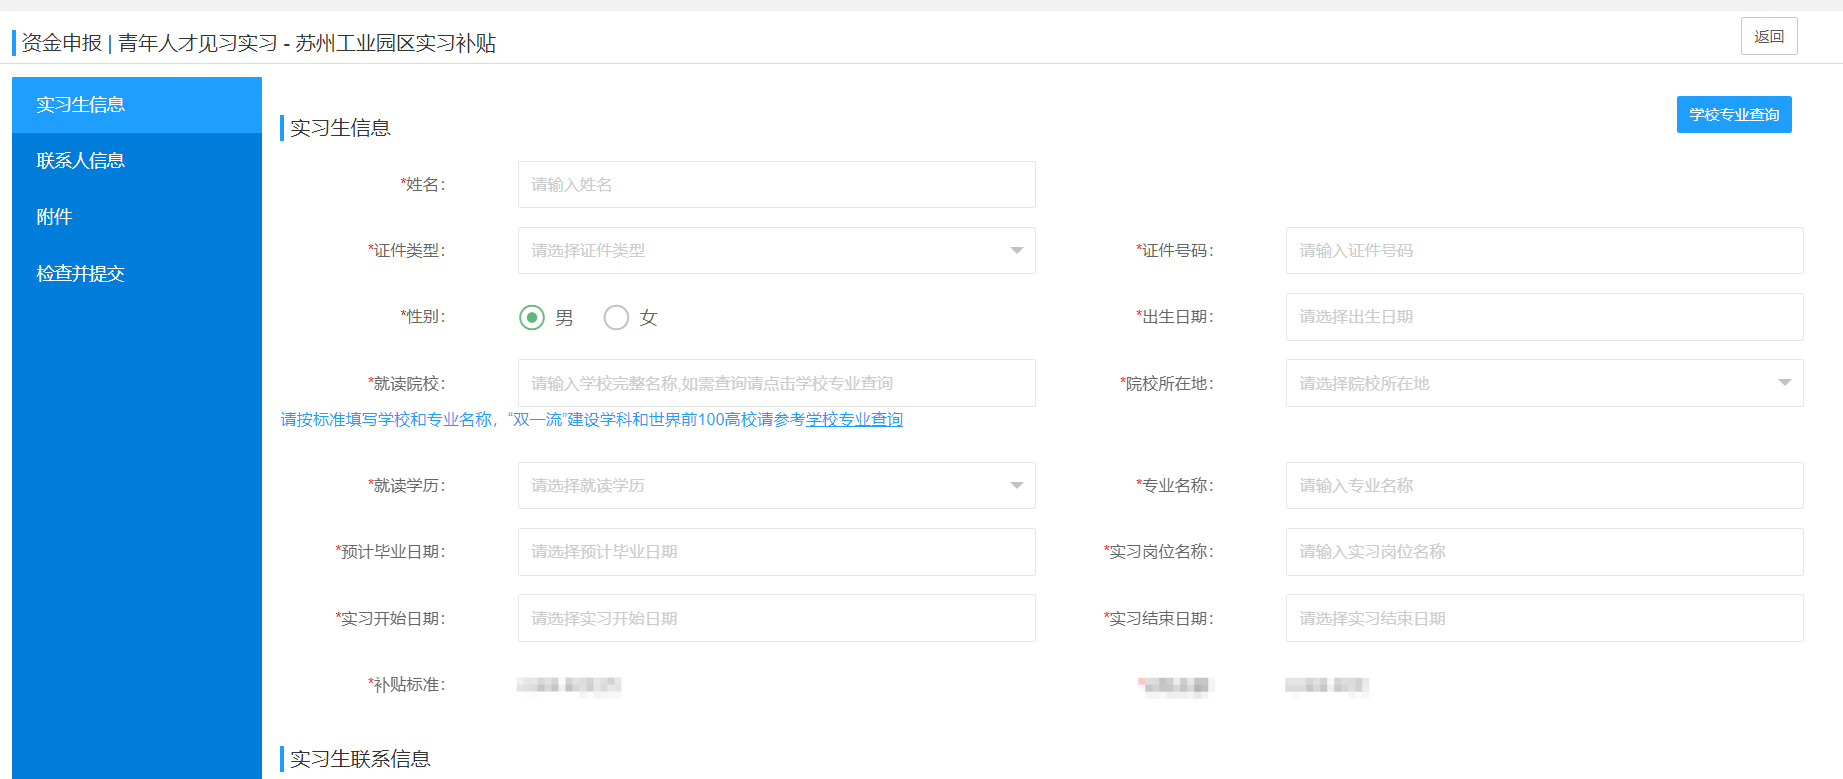 资金申报 | 青年人才见习实习 - 苏州工业园区实习补贴
返回
实习生信息
联系人信息
附件
检查并提交
实习生信息
学校专业查询
*姓名：
请输入姓名
*证件类型：
请选择证件类型
*证件号码：
请输入证件号码
*性别：
男
女
*出生日期：
请选择出生日期
*就读院校：
请输入学校完整名称,如需查询请点击学校专业查询
*院校所在地：
请选择院校所在地
请按标准填写学校和专业名称，“双一流”建设学科和世界前100高校请参考学校专业查询
*就读学历：
请选择就读学历
*专业名称：
请输入专业名称
*预计毕业日期：
请选择预计毕业日期
*实习岗位名称：
请输入实习岗位名称
*实习开始日期：
请选择实习开始日期
*实习结束日期：
请选择实习结束日期
*补贴标准：
实习生联系信息